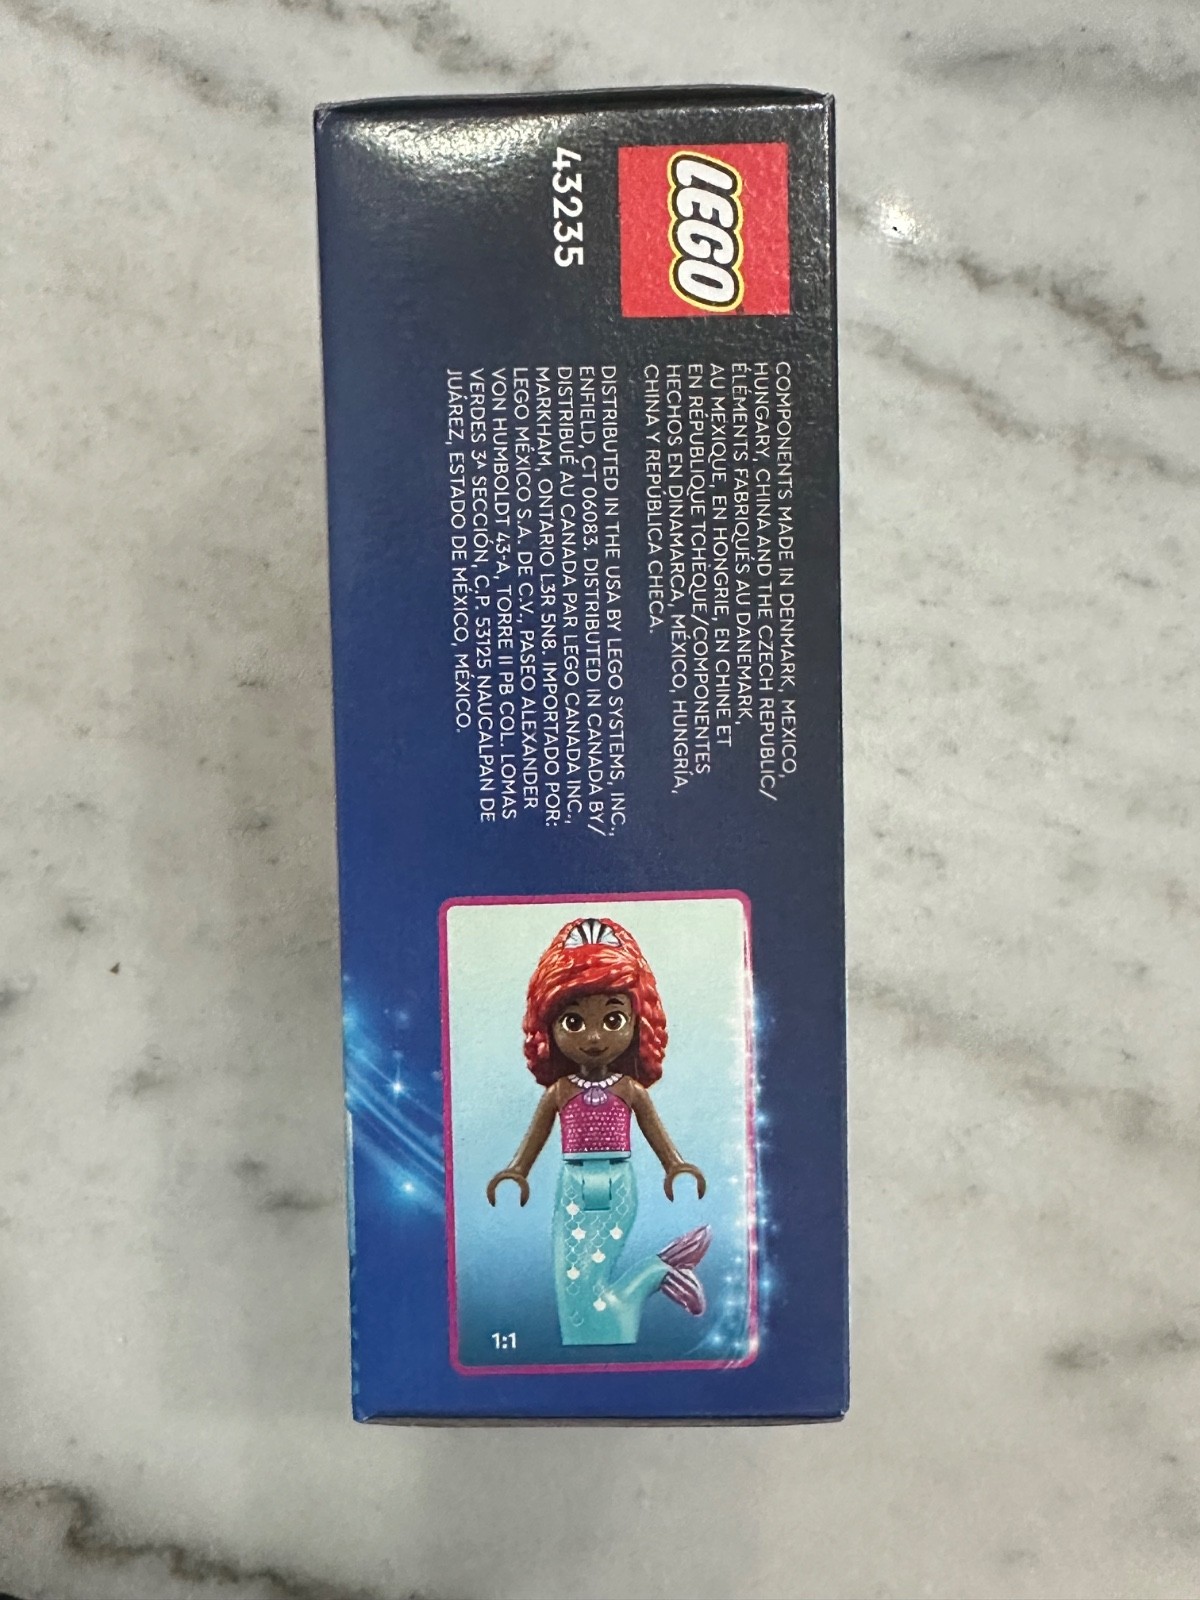 LEGO
43235
COMPONENTS MADE IN DENMARK, MEXICO,
HUNGARY, CHINA AND THE CZECH REPUBLIC/
ÉLÉMENTS FABRIQUÉS AU DANEMARK,
AU MEXIQUE, EN HONGRIE, EN CHINE ET
EN RÉPUBLIQUE TCHÈQUE/COMPONENTES
HECHOS EN DINAMARCA, MÉXICO, HUNGRÍA,
CHINA Y REPÚBLICA CHECA.
DISTRIBUTED IN THE USA BY LEGO SYSTEMS, INC.,
ENFIELD, CT 06083. DISTRIBUTED IN CANADA BY/
DISTRIBUÉ AU CANADA PAR LEGO CANADA INC.,
MARKHAM, ONTARIO L3R 5N8. IMPORTADO POR:
LEGO MÉXICO S.A. DE C.V., PASEO ALEXANDER
VON HUMBOLDT 43-A, TORRE II PB COL. LOMAS
VERDES 3ᴬ SECCIÓN, C.P. 53125 NAUCALPAN DE
JUÁREZ, ESTADO DE MÉXICO, MÉXICO.
1:1